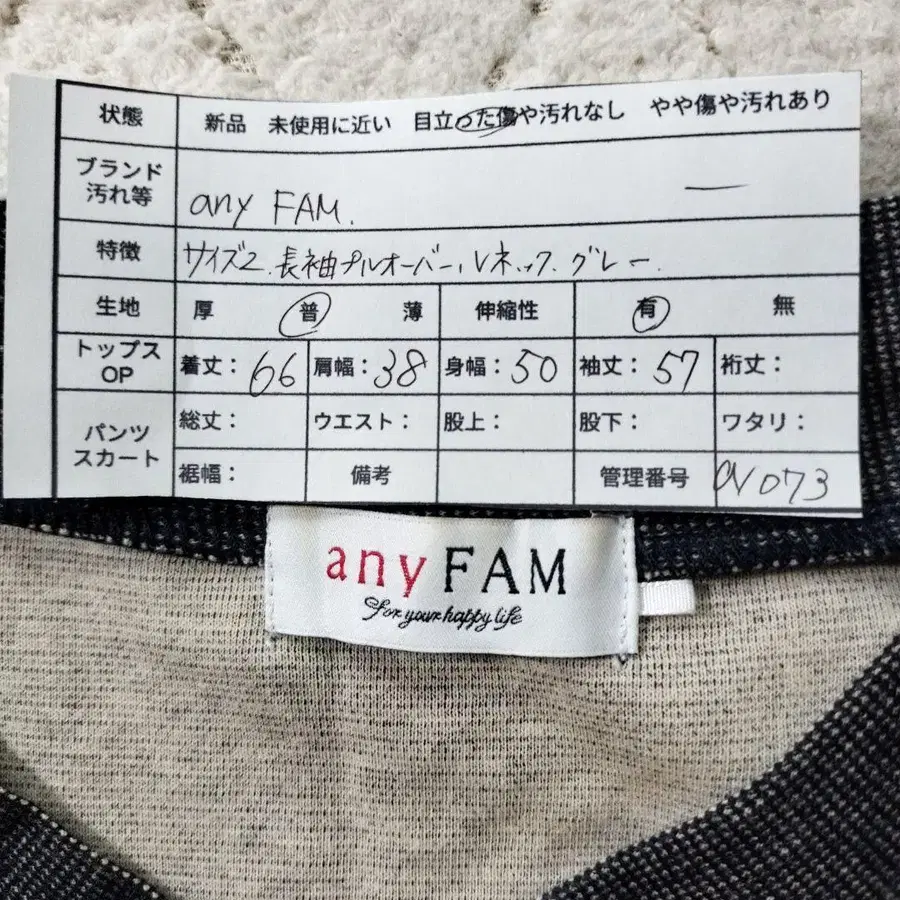 状態 新品 未使用に近い 目立った傷や汚れなし やや傷や汚れあり
ブランド
汚れ等 any FAM. —
特徴 サイズ2. 長袖プルオーバー. Vネック. グレー.
生地 厚 普 薄 伸縮性 有 無
トップス
OP 着丈: 66 肩幅: 38 身幅: 50 袖丈: 57 裄丈:
パンツ
スカート 総丈: ウエスト: 股上: 股下: ワタリ:
裾幅: 備考 管理番号 073
any FAM
for your happy life